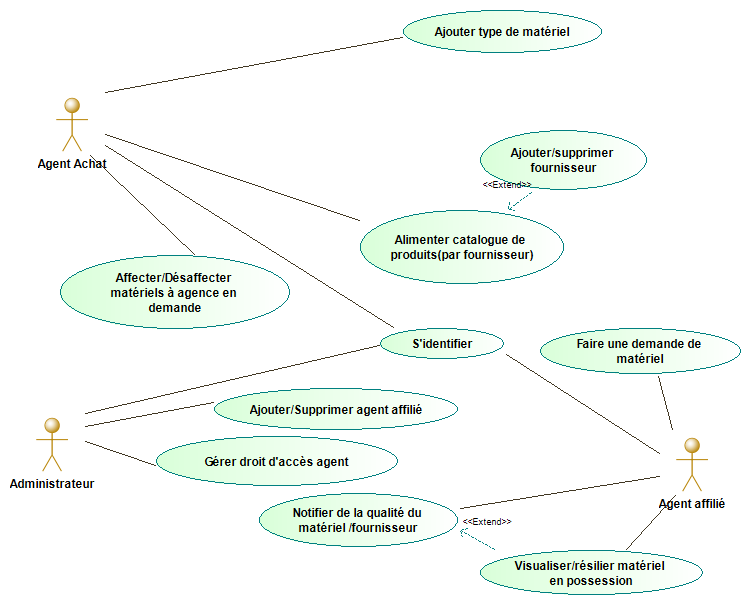 Ajouter type de matériel
Agent Achat
Ajouter/supprimer
fournisseur
<<Extend>>
Alimenter catalogue de
produits(par fournisseur)
Affecter/Désaffecter
matériels à agence en
demande
S'identifier
Faire une demande de
matériel
Ajouter/Supprimer agent affilié
Administrateur
Gérer droit d'accès agent
Agent affilié
Notifier de la qualité du
matériel /fournisseur
<<Extend>>
Visualiser/résilier matériel
en possession